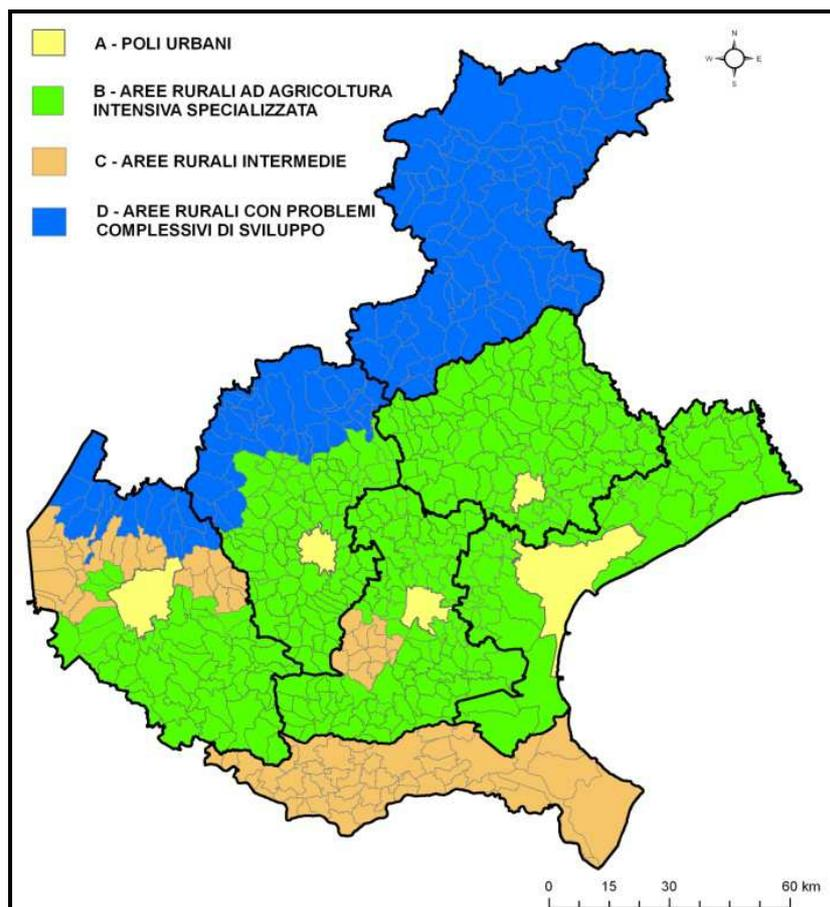 A - POLI URBANI
B - AREE RURALI AD AGRICOLTURA
INTENSIVA SPECIALIZZATA
C - AREE RURALI INTERMEDIE
D - AREE RURALI CON PROBLEMI
COMPLESSIVI DI SVILUPPO
N
W E
S
0 15 30 60 km